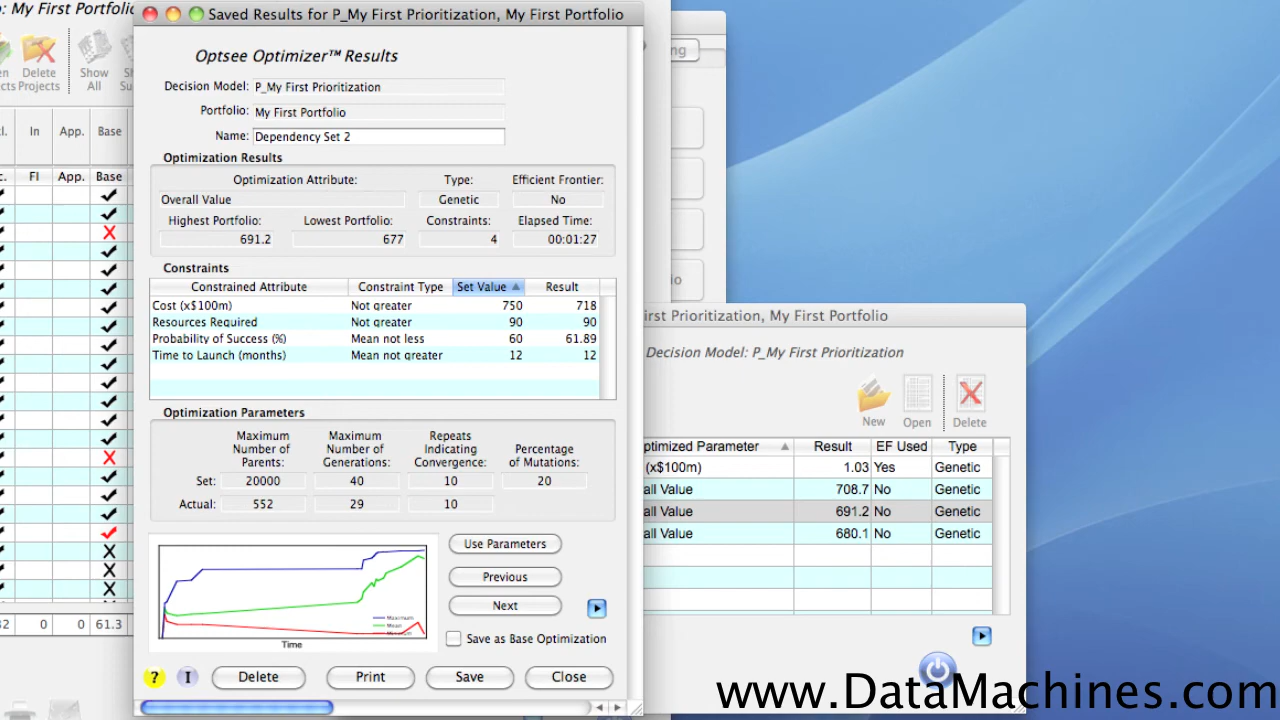 : My First Portfolio
Delete
Projects
Show
All
In
App.
Base
FI
App.
Base
0
0
61.3
Saved Results for P_My First Prioritization, My First Portfolio
Optsee Optimizer™ Results
Decision Model: P_My First Prioritization
Portfolio: My First Portfolio
Name: Dependency Set 2
Optimization Results
Optimization Attribute: Type: Efficient Frontier:
Overall Value Genetic No
Highest Portfolio: Lowest Portfolio: Constraints: Elapsed Time:
691.2 677 4 00:01:27
Constraints
Constrained Attribute Constraint Type Set Value Result
Cost (x$100m) Not greater 750 718
Resources Required Not greater 90 90
Probability of Success (%) Mean not less 60 61.89
Time to Launch (months) Mean not greater 12 12
Optimization Parameters
Maximum Number of Parents: Maximum Number of Generations: Repeats Indicating Convergence: Percentage of Mutations:
Set: 20000 40 10 20
Actual: 552 29 10
Maximum
Mean
Minimum
Time
Use Parameters
Previous
Next
Save as Base Optimization
? I Delete Print Save Close
irst Prioritization, My First Portfolio
Decision Model: P_My First Prioritization
New Open Delete
ptimized Parameter Result EF Used Type
(x$100m) 1.03 Yes Genetic
all Value 708.7 No Genetic
all Value 691.2 No Genetic
all Value 680.1 No Genetic
www.DataMachines.com